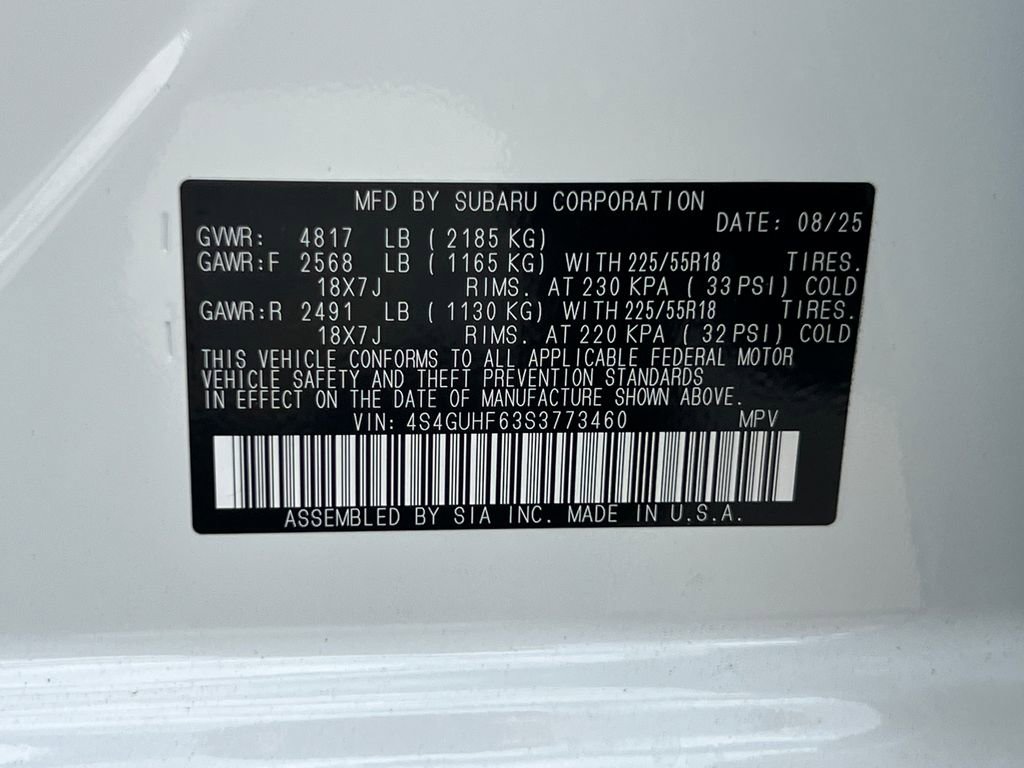 MFD BY SUBARU CORPORATION
DATE: 08/25
GVWR: 4817 LB ( 2185 KG)
GAWR:F 2568 LB ( 1165 KG) WITH 225/55R18 TIRES.
18X7J RIMS. AT 230 KPA ( 33 PSI) COLD
GAWR:R 2491 LB ( 1130 KG) WITH 225/55R18 TIRES.
18X7J RIMS. AT 220 KPA ( 32 PSI) COLD
THIS VEHICLE CONFORMS TO ALL APPLICABLE FEDERAL MOTOR
VEHICLE SAFETY AND THEFT PREVENTION STANDARDS
IN EFFECT ON THE DATE OF MANUFACTURE SHOWN ABOVE.
VIN: 4S4GUHF63S3773460 MPV
ASSEMBLED BY SIA INC. MADE IN U.S.A.